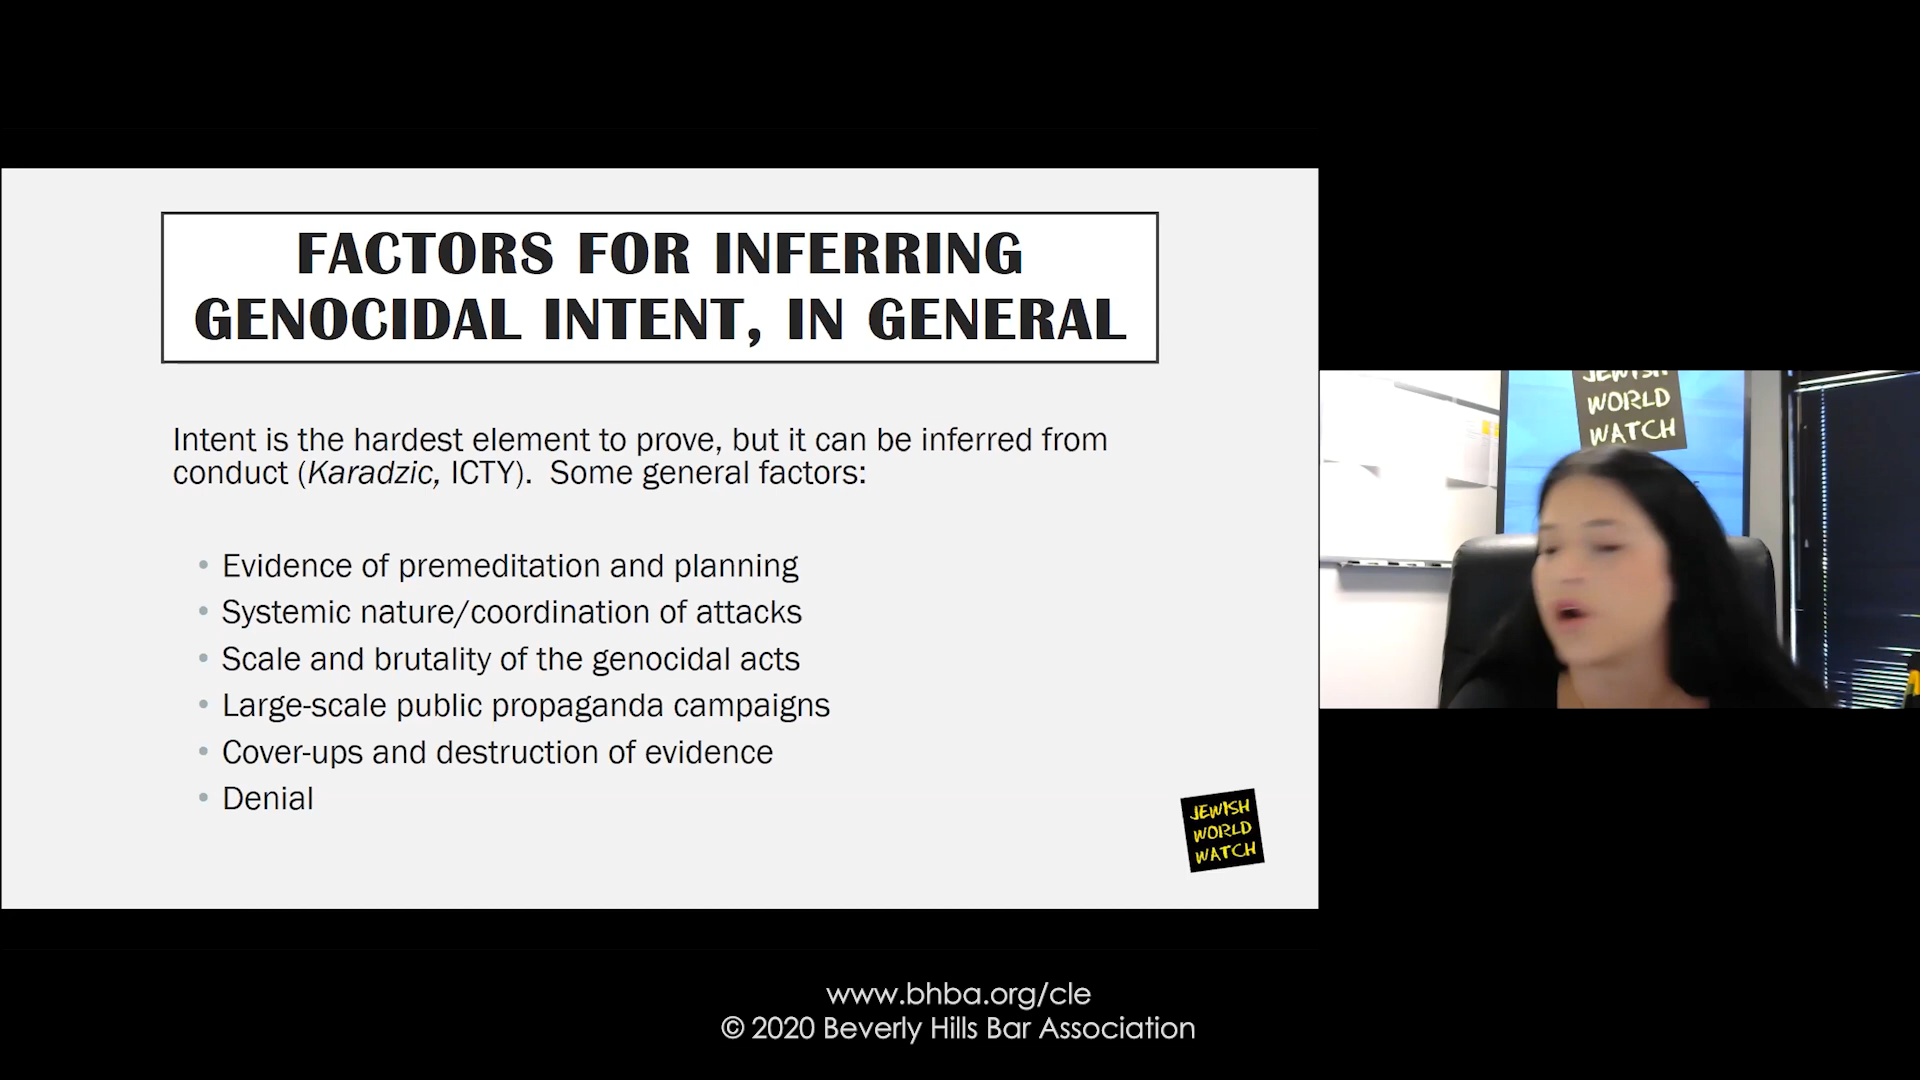 FACTORS FOR INFERRING
GENOCIDAL INTENT, IN GENERAL
Intent is the hardest element to prove, but it can be inferred from
conduct (Karadzic, ICTY).  Some general factors:
• Evidence of premeditation and planning
• Systemic nature/coordination of attacks
• Scale and brutality of the genocidal acts
• Large-scale public propaganda campaigns
• Cover-ups and destruction of evidence
• Denial
JEWISH
WORLD
WATCH
JEWISH
WORLD
WATCH
www.bhba.org/cle
© 2020 Beverly Hills Bar Association